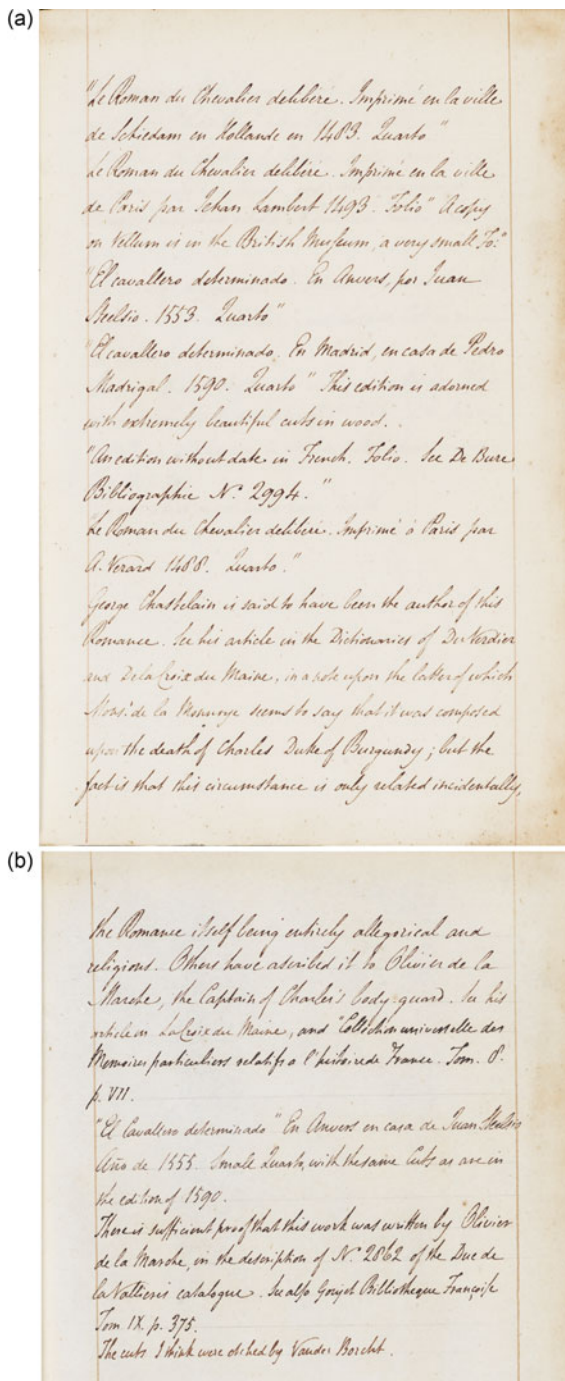 (a)
"Le Roman du Chevalier deliberé. Imprimé en la ville
de Schiedam en Hollande en 1483. Quarto"
Le Roman du Chevalier deliberé. Imprimé en la ville
de Paris par Jehan Lambert 1493. Folio" A copy
on Vellum is in the British Museum, a very small Fo:"
"El cavallero determinado. En Anvers, por Juan
Steelsio. 1553. Quarto"
"El cavallero determinado. En Madrid, en casa de Pedro
Madrigal. 1590. Quarto" This edition is adorned
with extremely beautiful cuts in wood.
"An edition without date in French. Folio. See De Bure
Bibliographie No. 2994."
"Le Roman du Chevalier deliberé. Imprimé à Paris par
A. Verard 1488. Quarto."
George Chastelain is said to have been the author of this
Romance. See his article in the Dictionaries of Du Verdier
and De la Croix du Maine, in a note upon the latter of which
Monsr. de la Monnoye seems to say that it was composed
upon the death of Charles Duke of Burgundy; but the
fact is that this circumstance is only related incidentally,
(b)
the Romance itself being entirely allegorical and
religious. Others have ascribed it to Olivier de la
Marche, the Captain of Charles's body-guard. See his
article in La Croix du Maine, and "Collection universelle des
Memoires particuliers relatifs a l'histoire de France. Tom. 8.
p. VII.
"El Cavallero determinado" En Anvers en casa de Juan Steelsio
Año de 1555. Small Quarto, with the same Cuts as are in
the edition of 1590.
There is sufficient proof that this work was written by Olivier
de la Marche, in the description of No. 2862 of the Duc de
la Valliere's catalogue. See also Goujet Bibliotheque Françoise
Tom. IX. p. 375.
The cuts I think were etched by Vander Borcht.